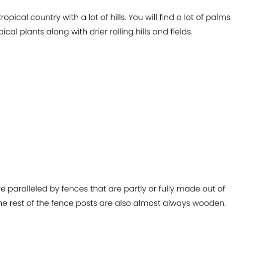 ropical country with a lot of hills. You will find a lot of palms
pical plants along with drier rolling hills and fields.
e paralleled by fences that are partly or fully made out of
he rest of the fence posts are also almost always wooden.